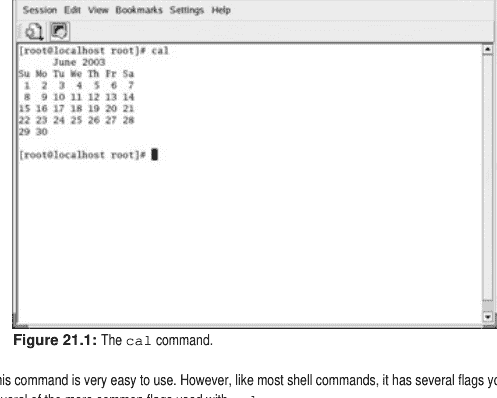 Session Edit View Bookmarks Settings Help
[root@localhost root]# cal
June 2003
Su Mo Tu We Th Fr Sa
1 2 3 4 5 6 7
8 9 10 11 12 13 14
15 16 17 18 19 20 21
22 23 24 25 26 27 28
29 30
[root@localhost root]#
Figure 21.1: The cal command.
his command is very easy to use. However, like most shell commands, it has several flags yo
veral of the more common flags used with